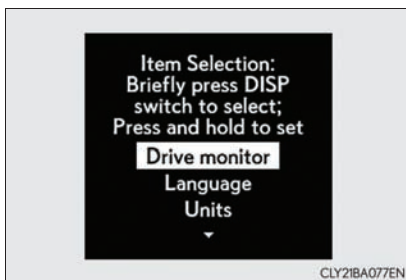 Item Selection:
Briefly press DISP
switch to select;
Press and hold to set
Drive monitor
Language
Units
CLY21BA077EN